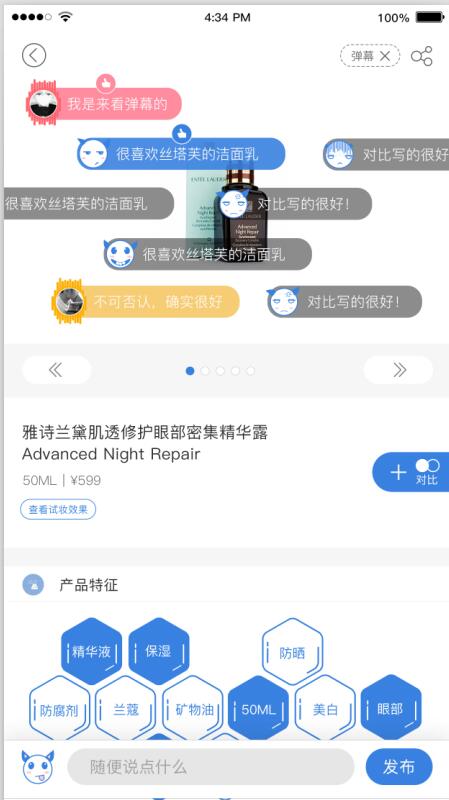 4:34 PM
100%
弹幕
我是来看弹幕的
很喜欢丝塔芙的洁面乳
对比写的很好
很喜欢丝塔芙的洁面乳
对比写的很好！
很喜欢丝塔芙的洁面乳
不可否认，确实很好
对比写的很好！
ESTEE LAUDER
Advanced
Night Repair
ESTEE LAUDER
Advanced
Night Repair
雅诗兰黛肌透修护眼部密集精华露
Advanced Night Repair
50ML | ¥599
查看试妆效果
对比
产品特征
精华液
保湿
防晒
防腐剂
兰蔻
矿物油
50ML
美白
眼部
随便说点什么
发布